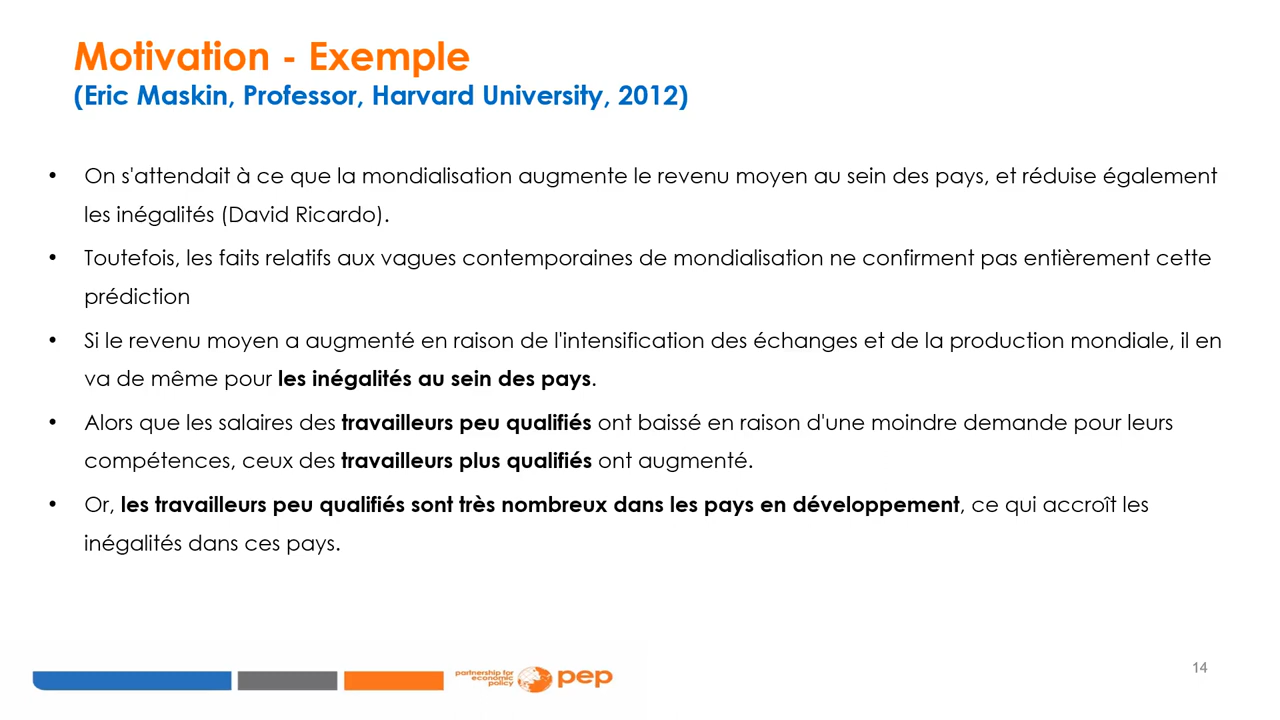 Motivation - Exemple
(Eric Maskin, Professor, Harvard University, 2012)
• On s'attendait à ce que la mondialisation augmente le revenu moyen au sein des pays, et réduise également
les inégalités (David Ricardo).
• Toutefois, les faits relatifs aux vagues contemporaines de mondialisation ne confirment pas entièrement cette
prédiction
• Si le revenu moyen a augmenté en raison de l'intensification des échanges et de la production mondiale, il en
va de même pour les inégalités au sein des pays.
• Alors que les salaires des travailleurs peu qualifiés ont baissé en raison d'une moindre demande pour leurs
compétences, ceux des travailleurs plus qualifiés ont augmenté.
• Or, les travailleurs peu qualifiés sont très nombreux dans les pays en développement, ce qui accroît les
inégalités dans ces pays.
partnership for
economic
policy
pep
14